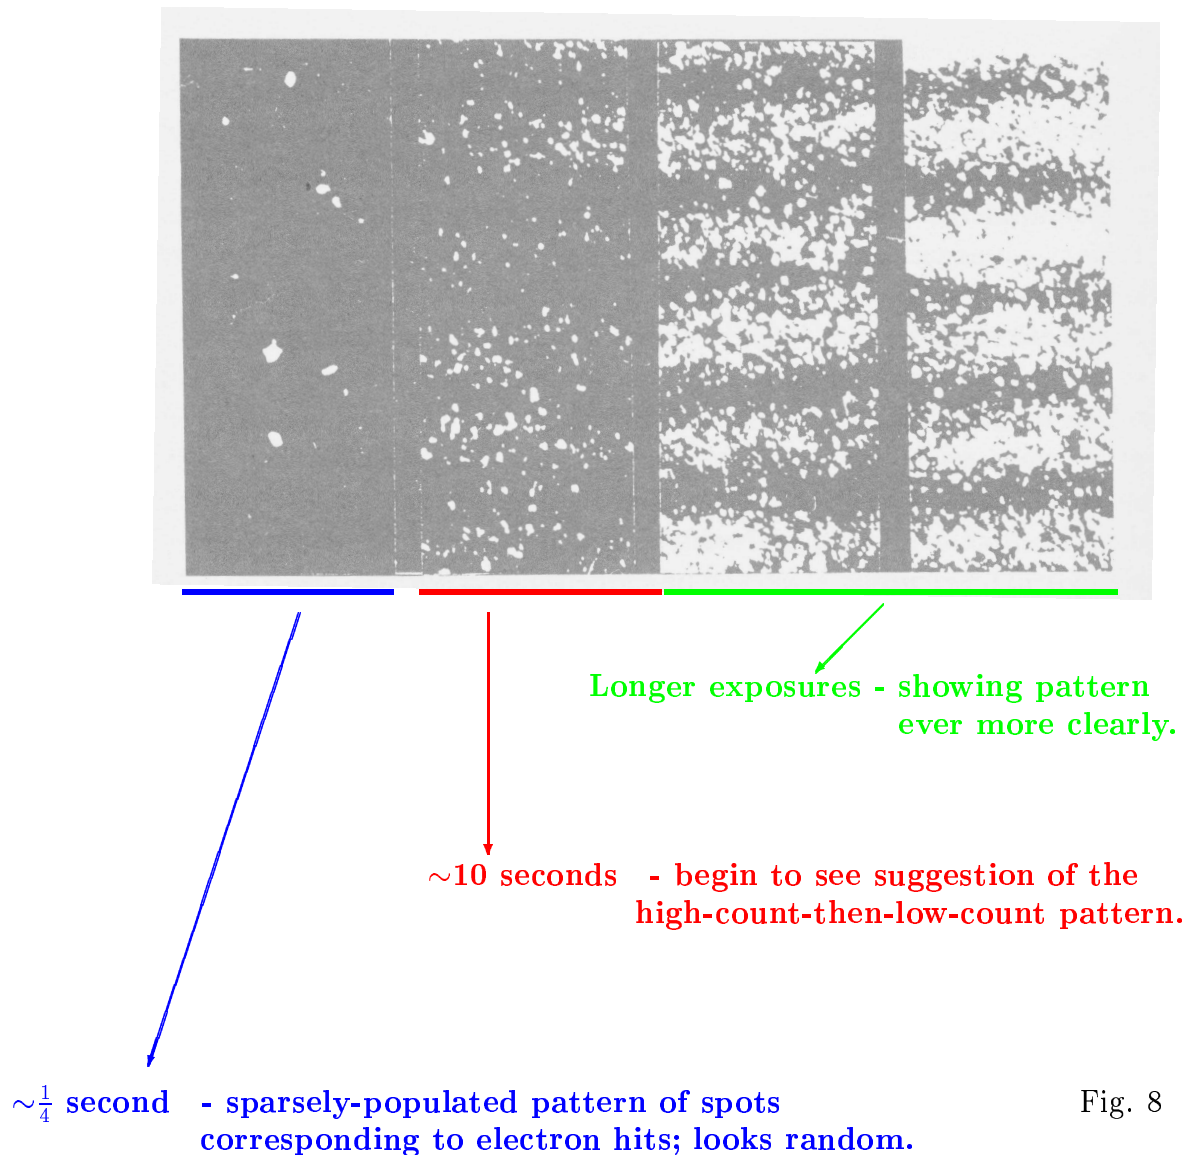 Longer exposures - showing pattern
ever more clearly.
~10 seconds - begin to see suggestion of the
high-count-then-low-count pattern.
~1/4 second - sparsely-populated pattern of spots
corresponding to electron hits; looks random.
Fig. 8